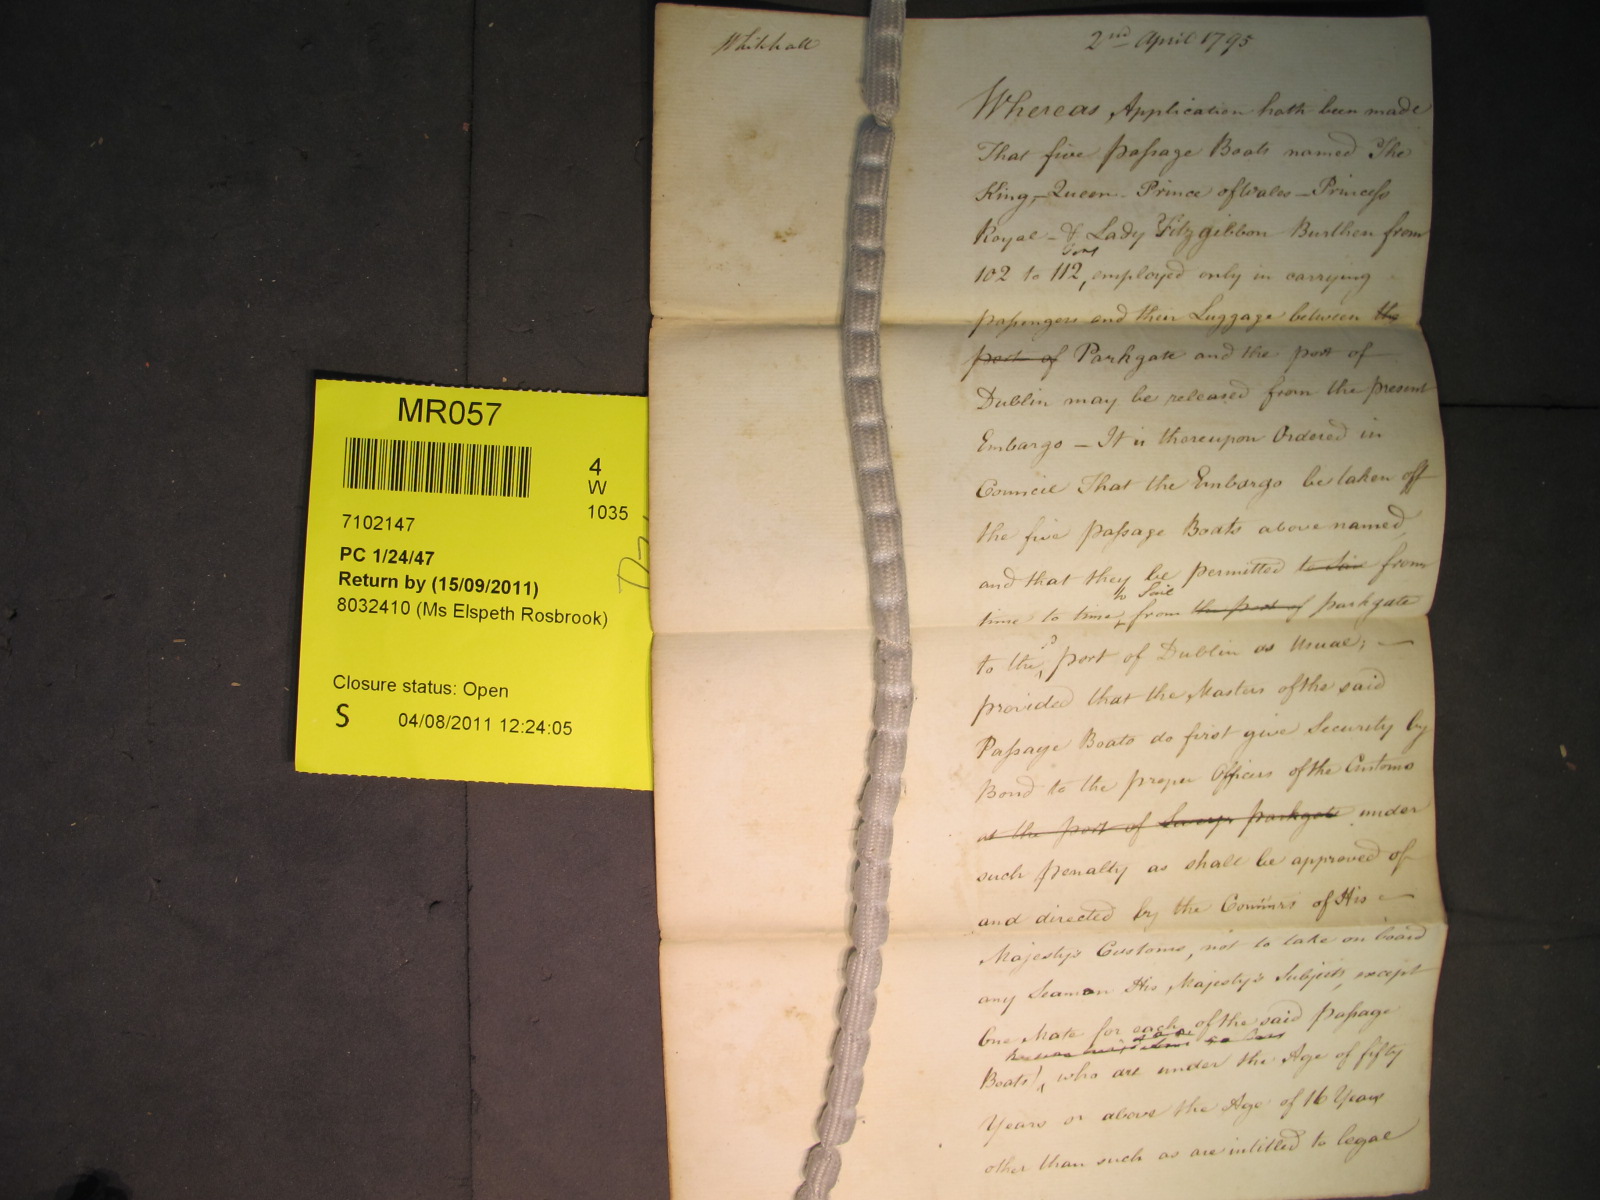 MR057
4
W
1035
7102147
PC 1/24/47
Return by (15/09/2011)
8032410 (Ms Elspeth Rosbrook)
Closure status: Open
S 04/08/2011 12:24:05
Whitehall 2nd April 1795
Whereas Application hath been made
That five passage Boats named The
King - Queen - Prince of Wales - Princess
Royal - & Lady Fitzgibbon Burthen from
Tons
102 to 112, employed only in carrying
passengers and their Luggage between the
port of Parkgate and the port of
Dublin may be released from the present
Embargo - It is thereupon Ordered in
Council That the Embargo be taken off
the five passage Boats above named,
and that they be permitted from
to Sail
time to time from the port of parkgate
to the port of Dublin as Usual; -
provided that the Masters of the said
Passage Boats do first give Security by
Bond to the proper Officers of the Customs
at the port of parkgate under
such penalty as shall be approved of
and directed by the Commrs of His -
Majesty's Customs, not to take on board
any Seaman His Majesty's Subjects, except
One Mate for each of the said passage
Boats, who are under the Age of fifty
Years or above the Age of 16 Years
other than such as are intitled to legal